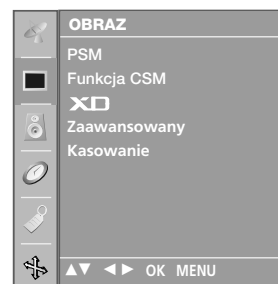 OBRAZ
PSM
Funkcja CSM
XD
Zaawansowany
Kasowanie
▲▼ ◄► OK MENU